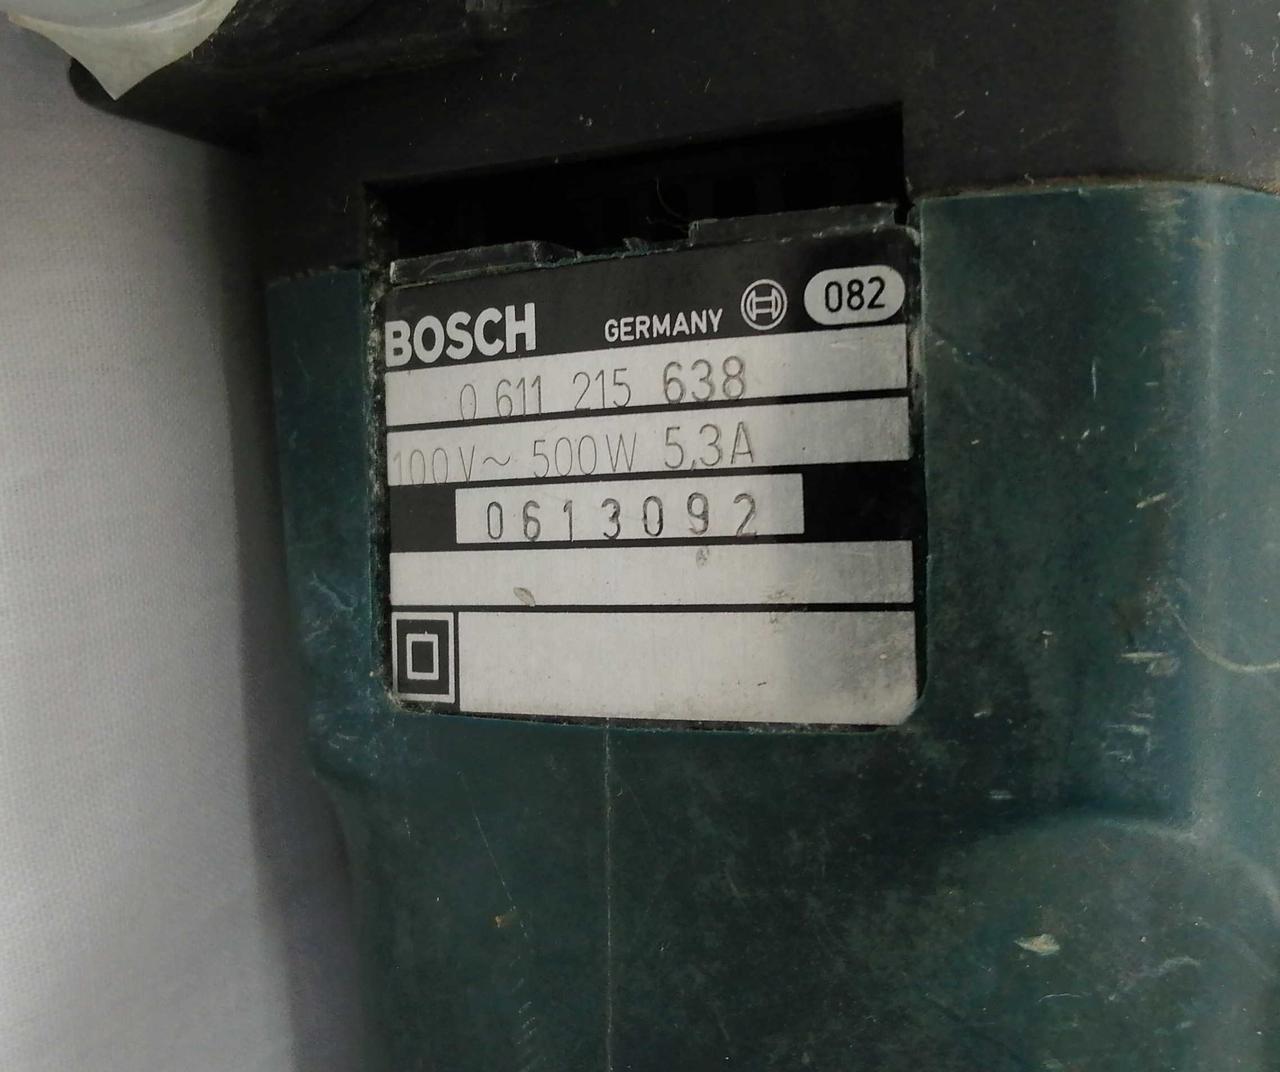 BOSCH GERMANY 082
0 611 215 638
100V~ 500W 5,3A
0613092